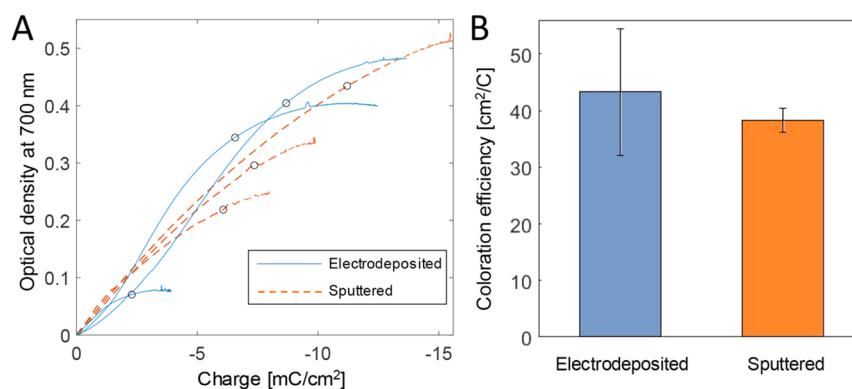 A
Optical density at 700 nm
0.5
0.4
0.3
0.2
0.1
0
0
-5
-10
-15
Charge [mC/cm²]
Electrodeposited
Sputtered
B
Coloration efficiency [cm²/C]
60
50
40
30
20
10
0
Electrodeposited
Sputtered